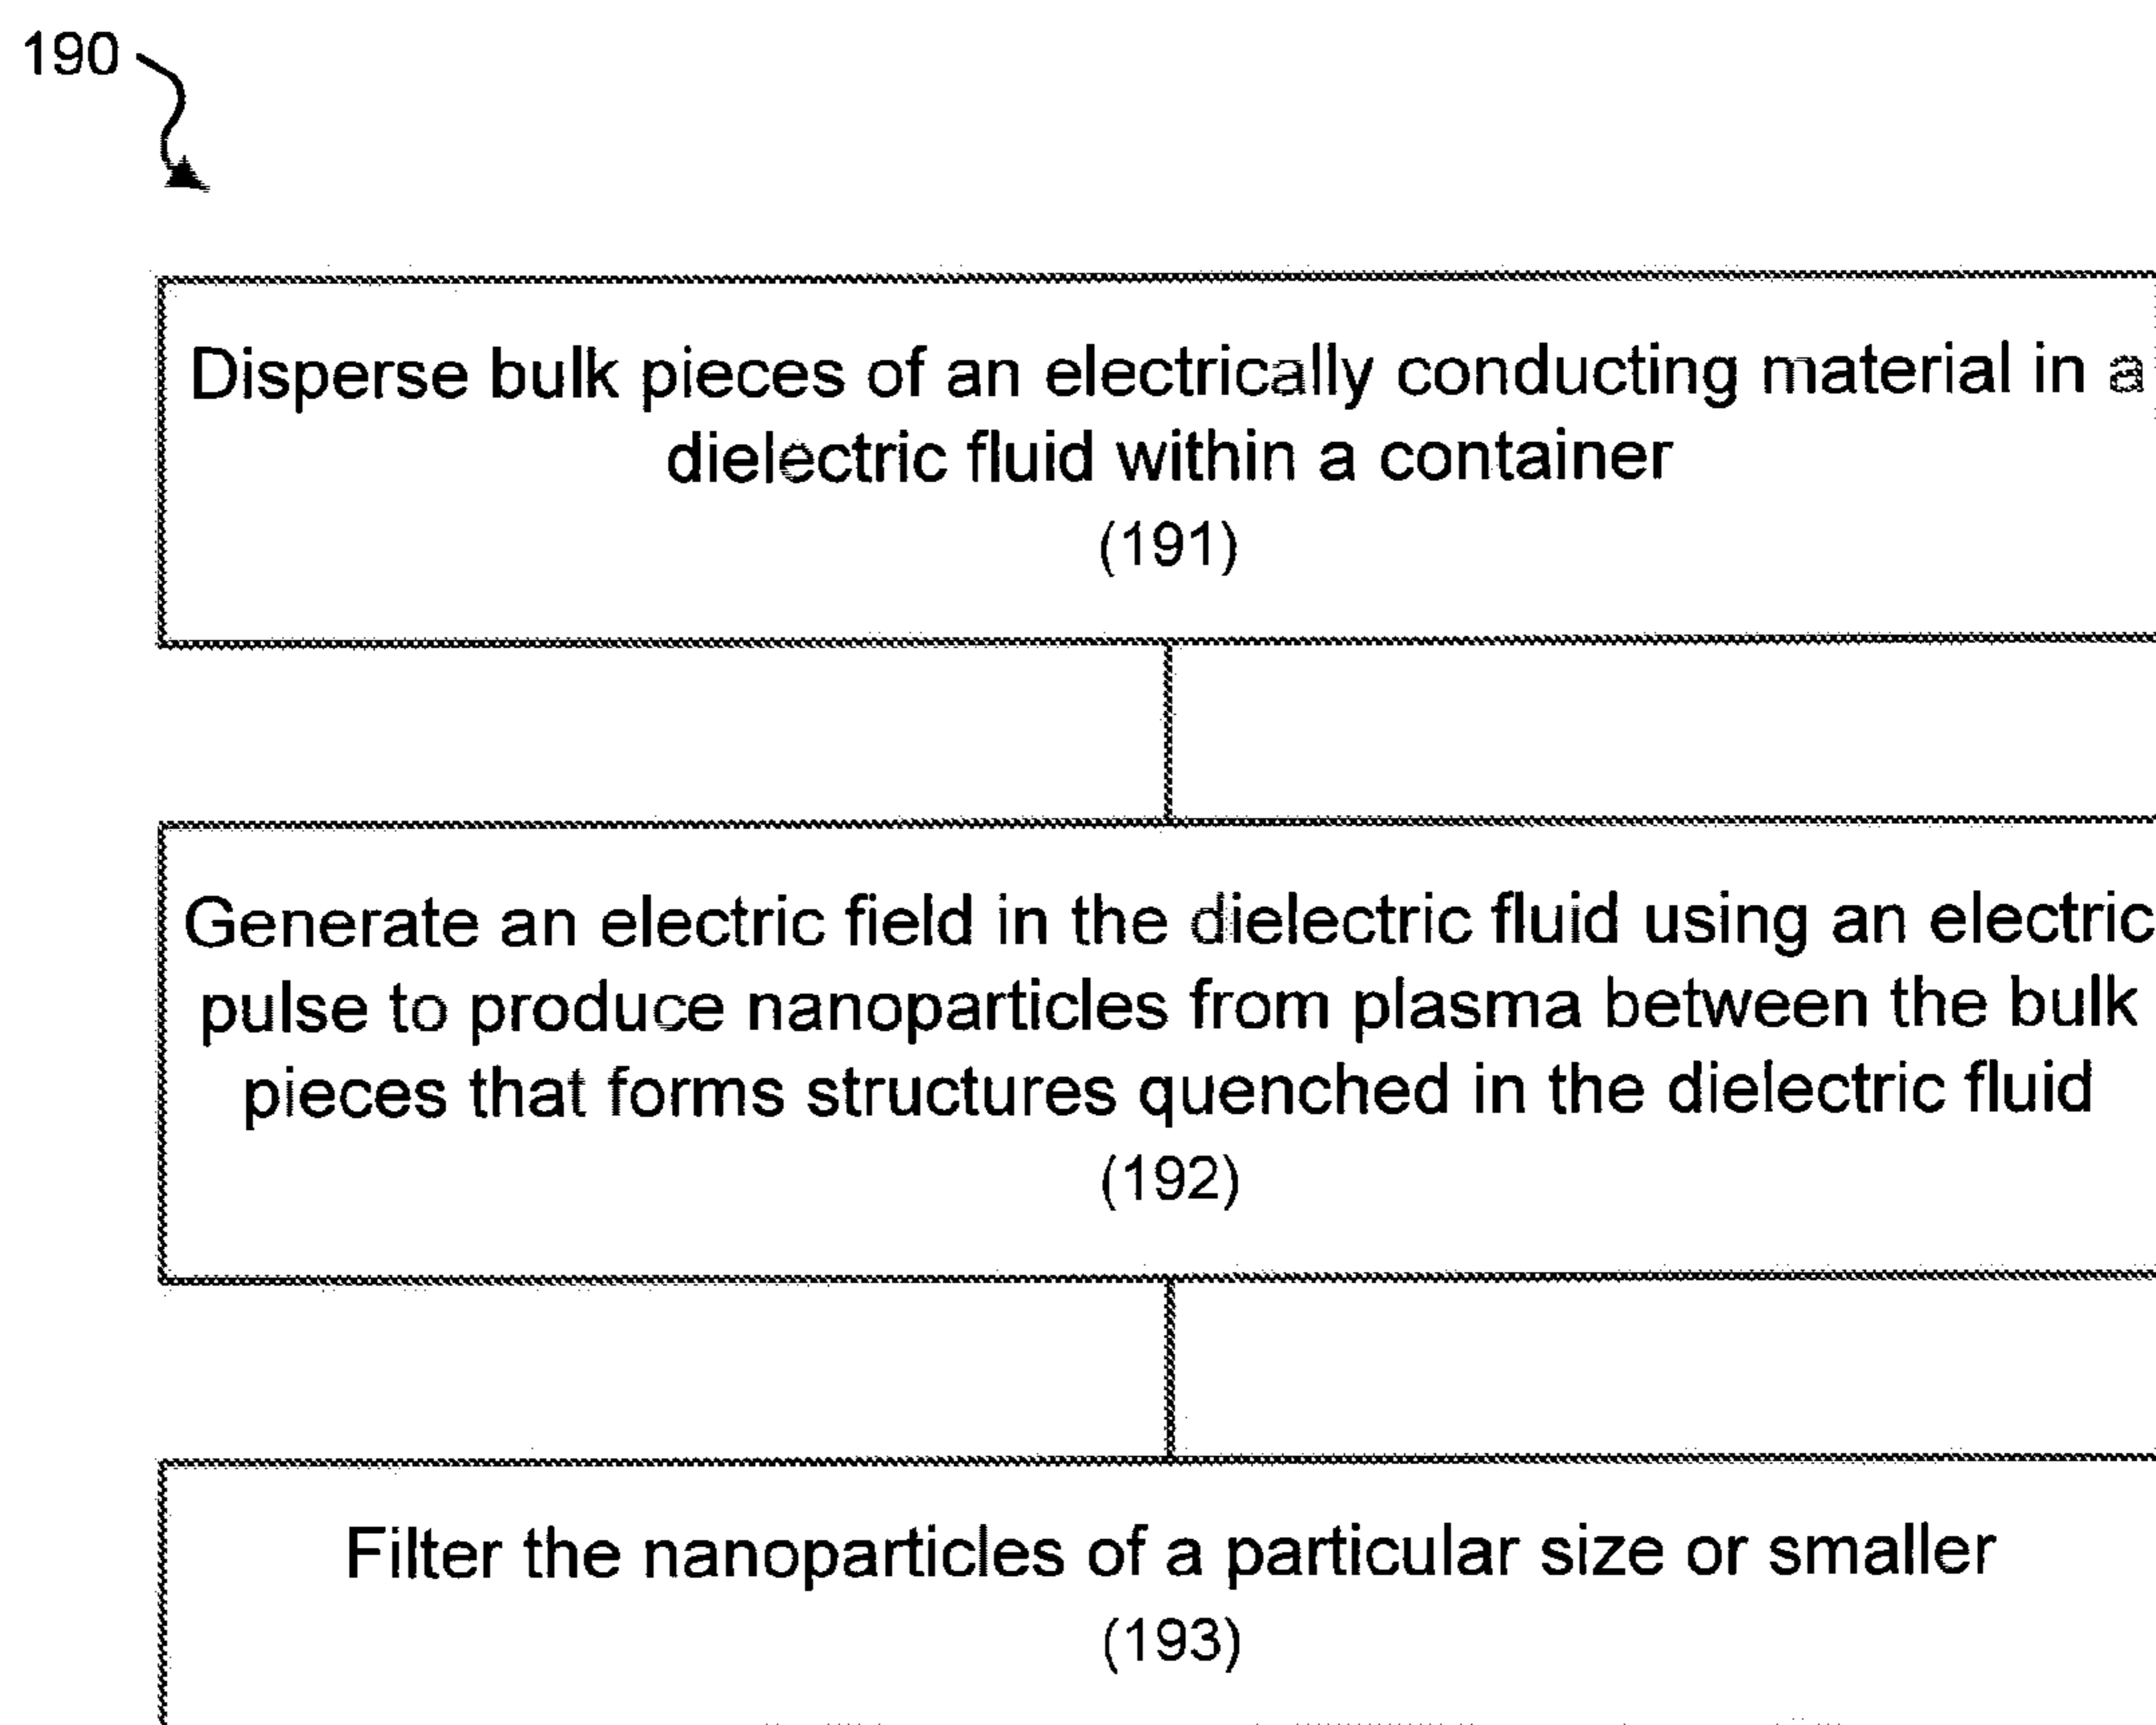 190
Disperse bulk pieces of an electrically conducting material in a
dielectric fluid within a container
(191)
Generate an electric field in the dielectric fluid using an electric
pulse to produce nanoparticles from plasma between the bulk
pieces that forms structures quenched in the dielectric fluid
(192)
Filter the nanoparticles of a particular size or smaller
(193)